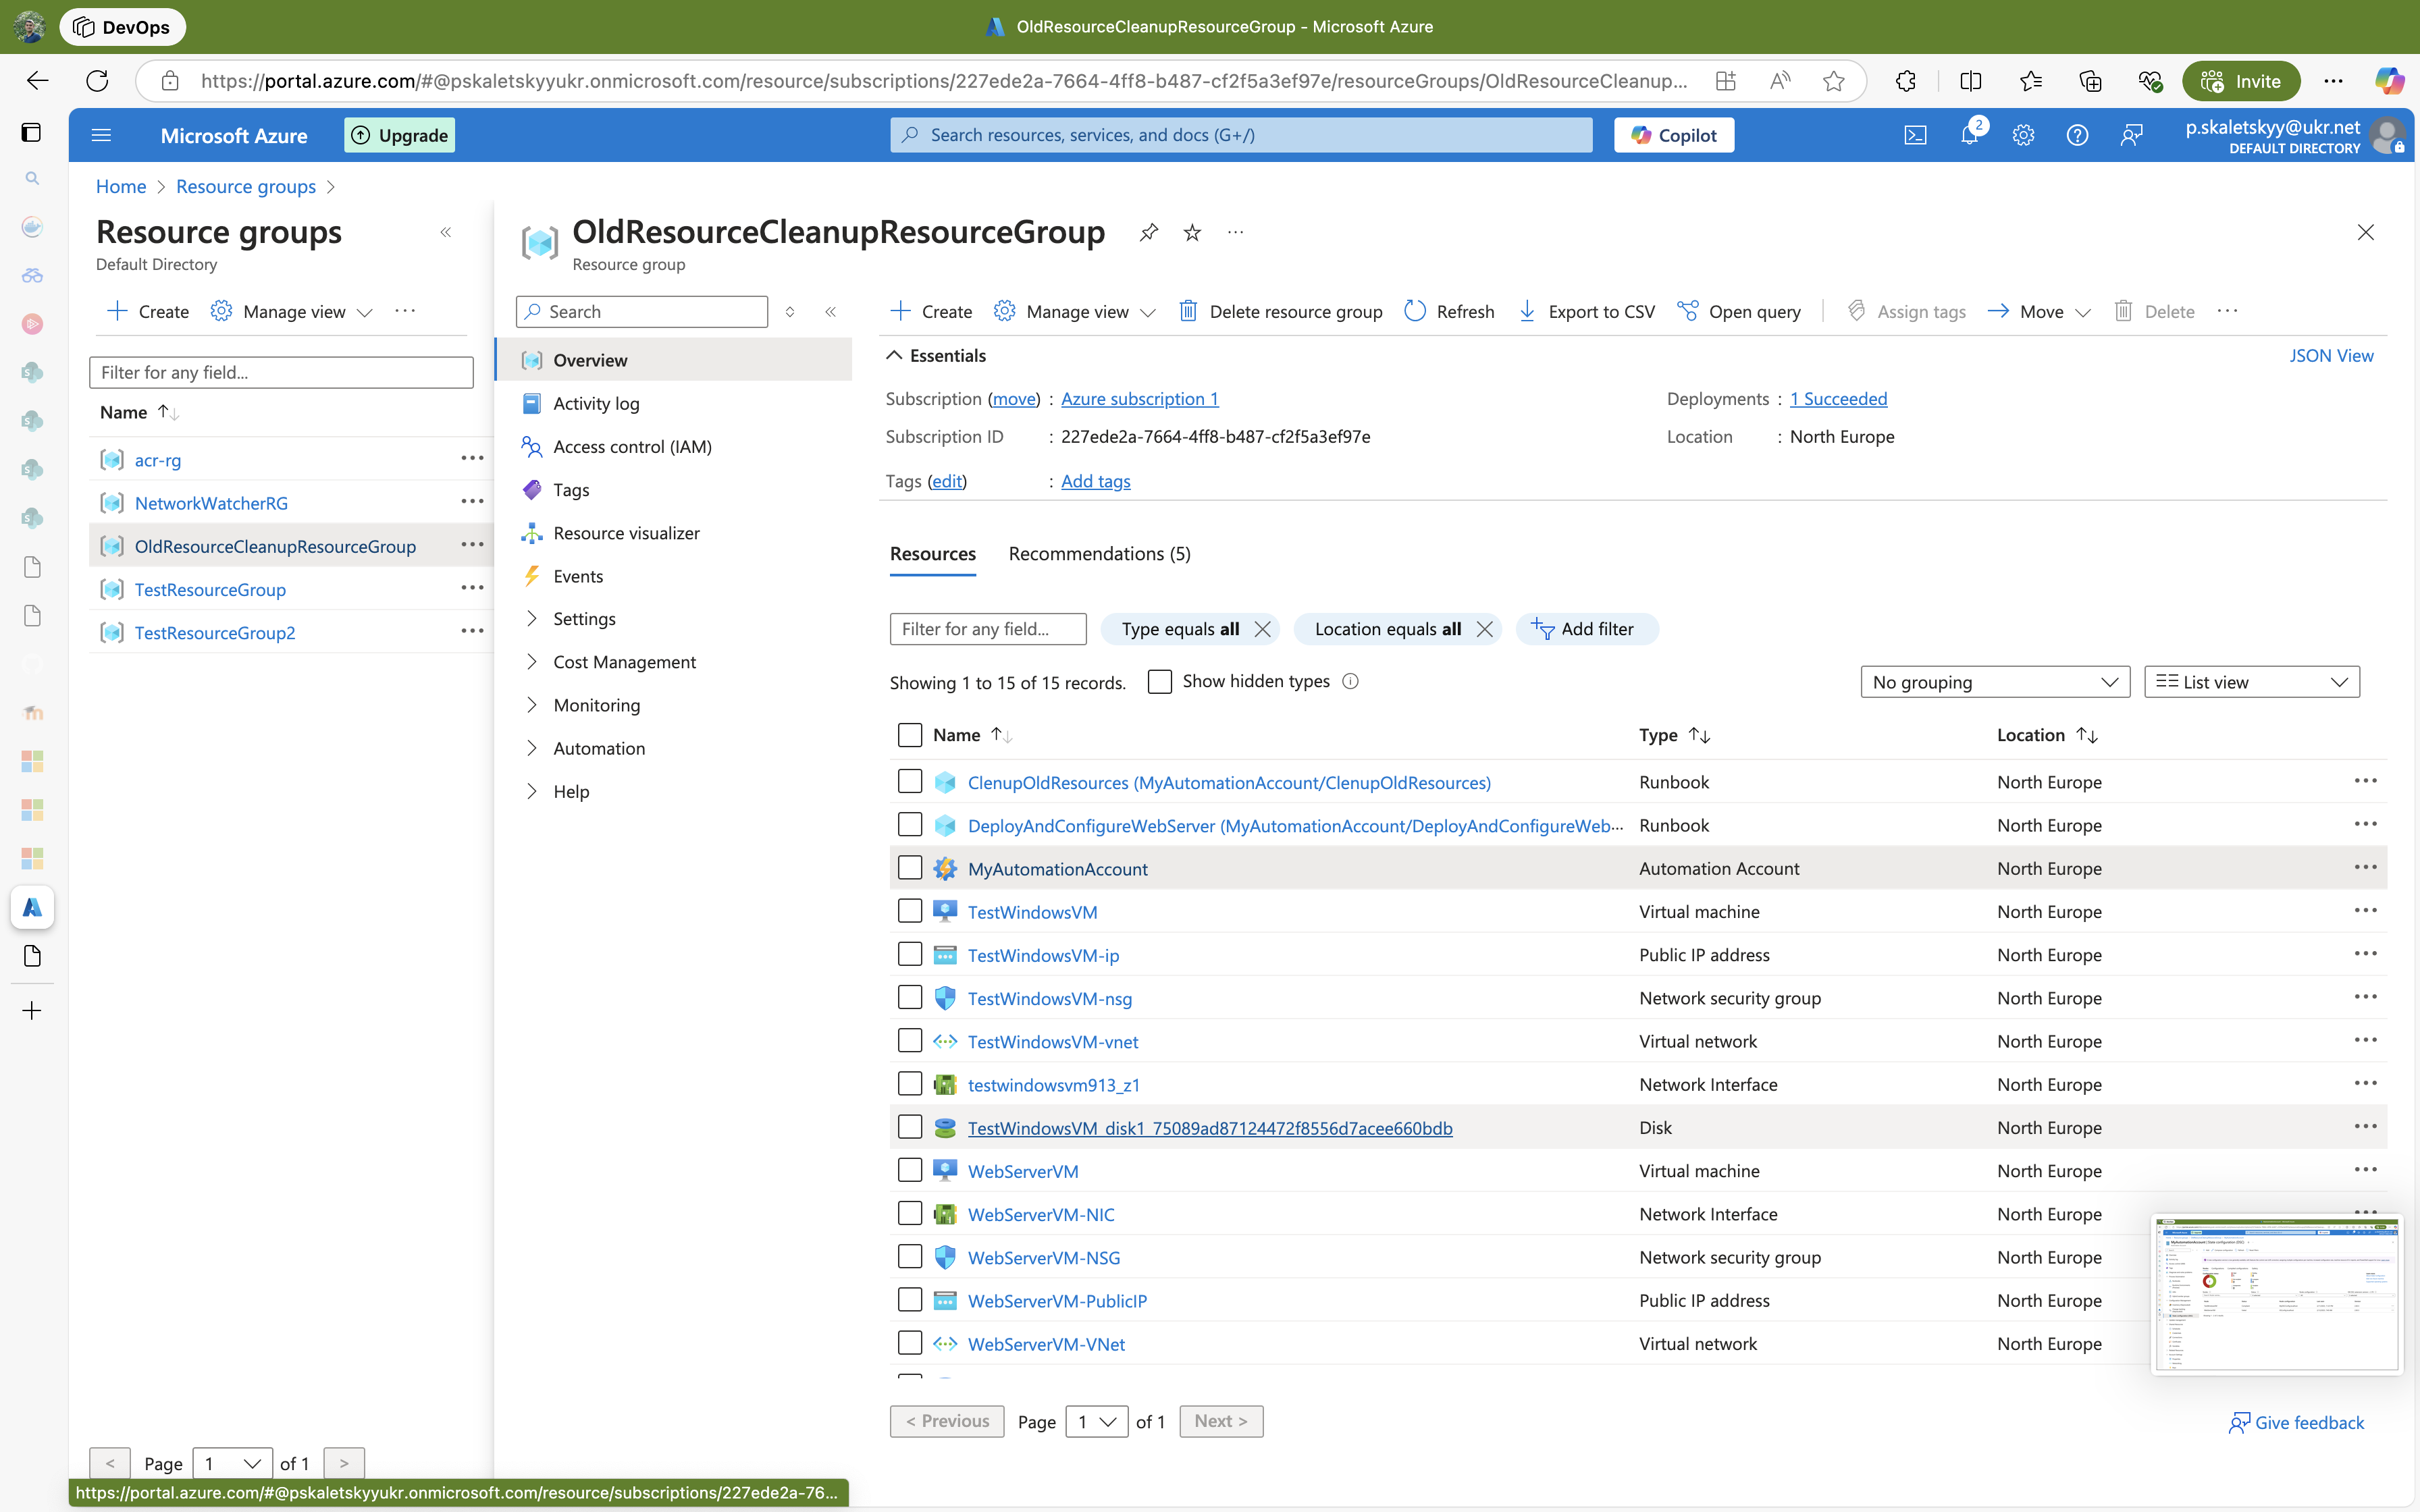 DevOps
OldResourceCleanupResourceGroup - Microsoft Azure
https://portal.azure.com/#@pskaletskyyukr.onmicrosoft.com/resource/subscriptions/227ede2a-7664-4ff8-b487-cf2f5a3ef97e/resourceGroups/OldResourceCleanup...
Invite
Microsoft Azure
Upgrade
Search resources, services, and docs (G+/)
Copilot
2
p.skaletskyy@ukr.net
DEFAULT DIRECTORY
Home > Resource groups >
Resource groups
Default Directory
Create Manage view
Filter for any field...
Name
acr-rg
NetworkWatcherRG
OldResourceCleanupResourceGroup
TestResourceGroup
TestResourceGroup2
< Page 1 of 1 >
OldResourceCleanupResourceGroup
Resource group
Search
Overview
Activity log
Access control (IAM)
Tags
Resource visualizer
Events
Settings
Cost Management
Monitoring
Automation
Help
Create Manage view Delete resource group Refresh Export to CSV Open query Assign tags Move Delete
Essentials
JSON View
Subscription (move) : Azure subscription 1
Deployments : 1 Succeeded
Subscription ID : 227ede2a-7664-4ff8-b487-cf2f5a3ef97e
Location : North Europe
Tags (edit) : Add tags
Resources Recommendations (5)
Filter for any field... Type equals all Location equals all Add filter
Showing 1 to 15 of 15 records. Show hidden types
No grouping List view
Name Type Location
ClenupOldResources (MyAutomationAccount/ClenupOldResources) Runbook North Europe
DeployAndConfigureWebServer (MyAutomationAccount/DeployAndConfigureWeb... Runbook North Europe
MyAutomationAccount Automation Account North Europe
TestWindowsVM Virtual machine North Europe
TestWindowsVM-ip Public IP address North Europe
TestWindowsVM-nsg Network security group North Europe
TestWindowsVM-vnet Virtual network North Europe
testwindowsvm913_z1 Network Interface North Europe
TestWindowsVM_disk1_75089ad87124472f8556d7acee660bdb Disk North Europe
WebServerVM Virtual machine North Europe
WebServerVM-NIC Network Interface North Europe
WebServerVM-NSG Network security group North Europe
WebServerVM-PublicIP Public IP address North Europe
WebServerVM-VNet Virtual network North Europe
< Previous Page 1 of 1 Next >
Give feedback
https://portal.azure.com/#@pskaletskyyukr.onmicrosoft.com/resource/subscriptions/227ede2a-76...